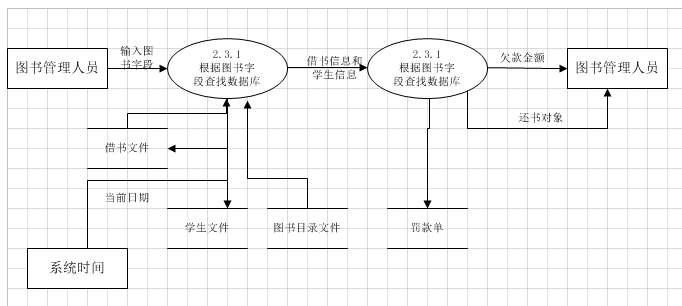 图书管理人员
输入图
书字段
2.3.1
根据图书字
段查找数据库
借书信息和
学生信息
2.3.1
根据图书字
段查找数据库
欠款金额
图书管理人员
还书对象
借书文件
当前日期
学生文件
图书目录文件
罚款单
系统时间